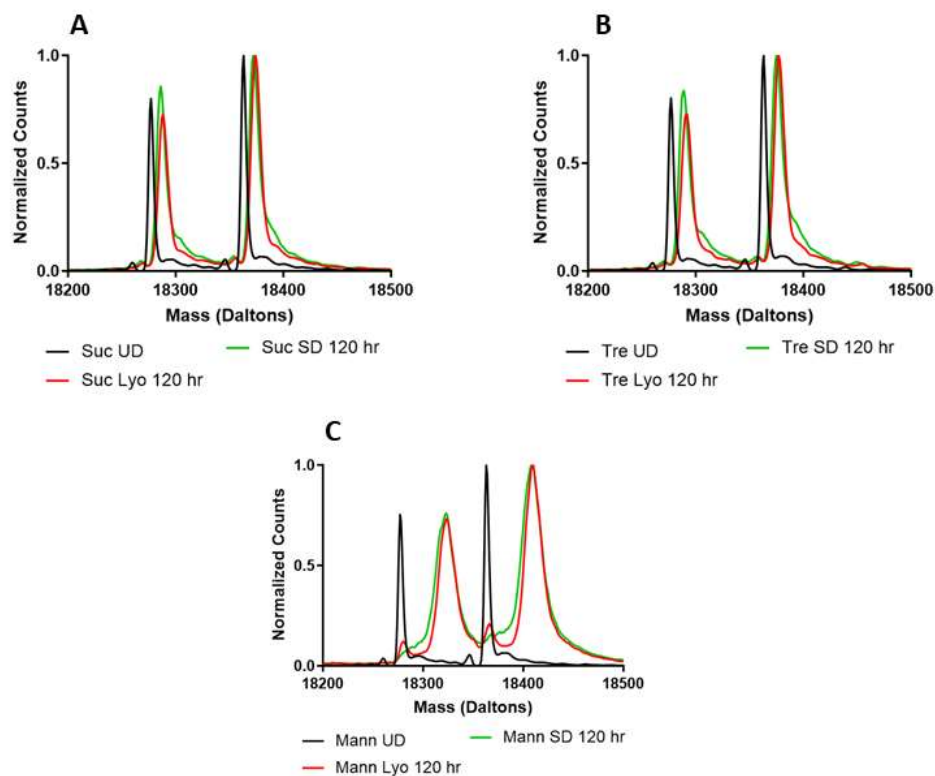 A
B
1.0
0.5
0.0
Normalized Counts
18200 18300 18400 18500
Mass (Daltons)
Suc UD
Suc SD 120 hr
Suc Lyo 120 hr
1.0
0.5
0.0
Normalized Counts
18200 18300 18400 18500
Mass (Daltons)
Tre UD
Tre SD 120 hr
Tre Lyo 120 hr
C
1.0
0.5
0.0
Normalized Counts
18200 18300 18400 18500
Mass (Daltons)
Mann UD
Mann SD 120 hr
Mann Lyo 120 hr